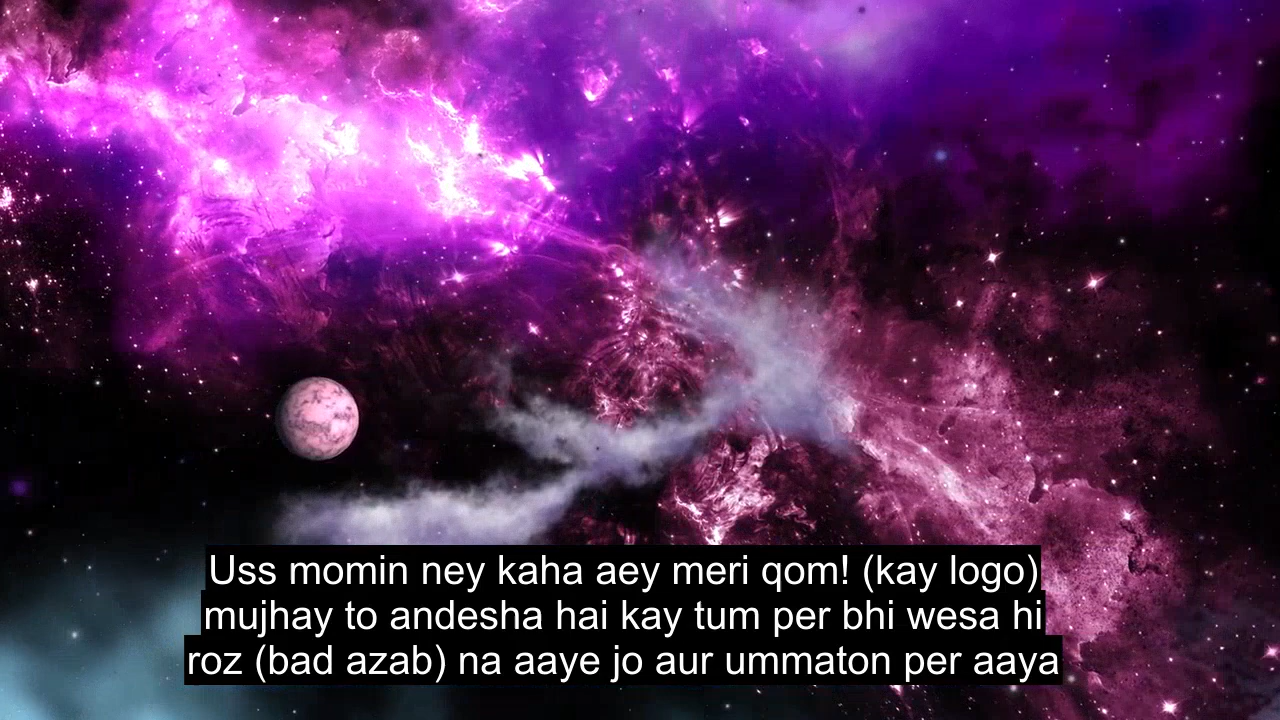 Uss momin ney kaha aey meri qom! (kay logo)
mujhay to andesha hai kay tum per bhi wesa hi
roz (bad azab) na aaye jo aur ummaton per aaya